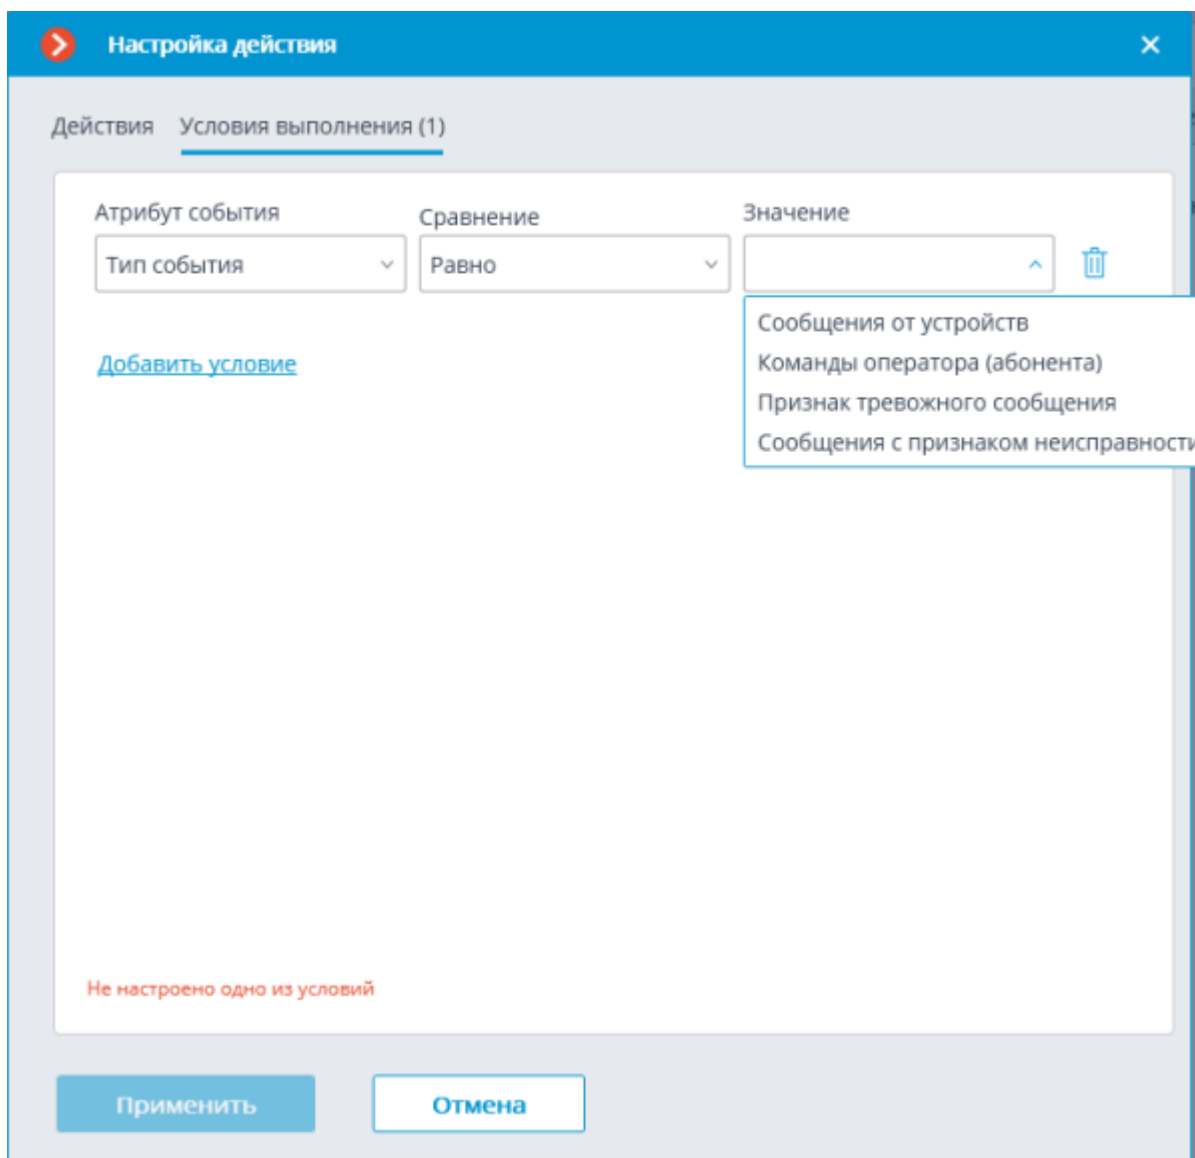 Настройка действия
Действия Условия выполнения (1)
Атрибут события Сравнение Значение
Тип события Равно
Сообщения от устройств
Добавить условие Команды оператора (абонента)
Признак тревожного сообщения
Сообщения с признаком неисправности
Не настроено одно из условий
Применить Отмена